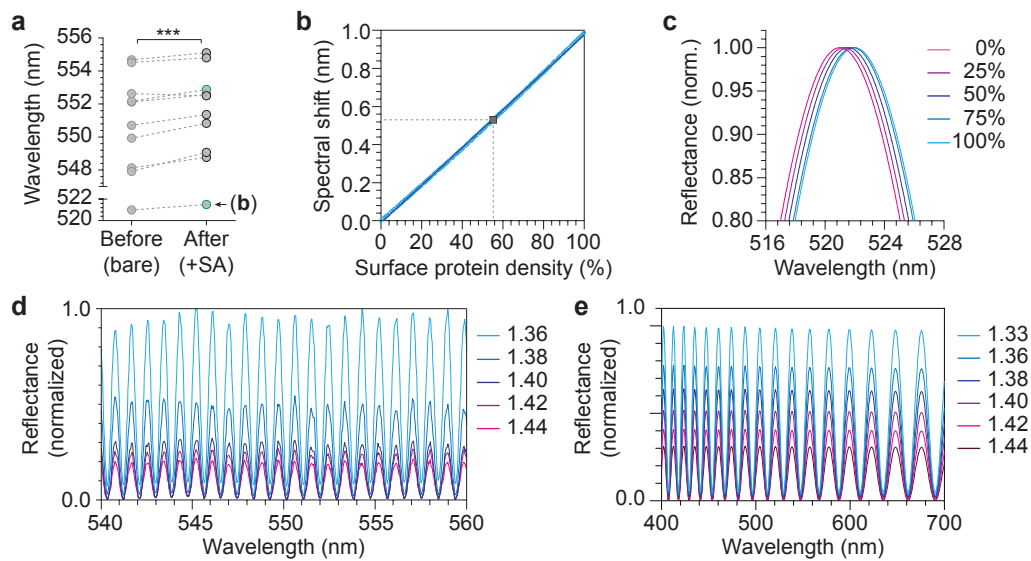 a
***
Wavelength (nm)
556
554
552
550
548
522
520
(b)
Before
(bare)
After
(+SA)
b
Spectral shift (nm)
1.0
0.8
0.6
0.4
0.2
0.0
0
20
40
60
80
100
Surface protein density (%)
c
Reflectance (norm.)
1.00
0.95
0.90
0.85
0.80
516
520
524
528
Wavelength (nm)
0%
25%
50%
75%
100%
d
Reflectance
(normalized)
1.0
0.0
540
545
550
555
560
Wavelength (nm)
1.36
1.38
1.40
1.42
1.44
e
Reflectance
(normalized)
1.0
0.0
400
500
600
700
Wavelength (nm)
1.33
1.36
1.38
1.40
1.42
1.44